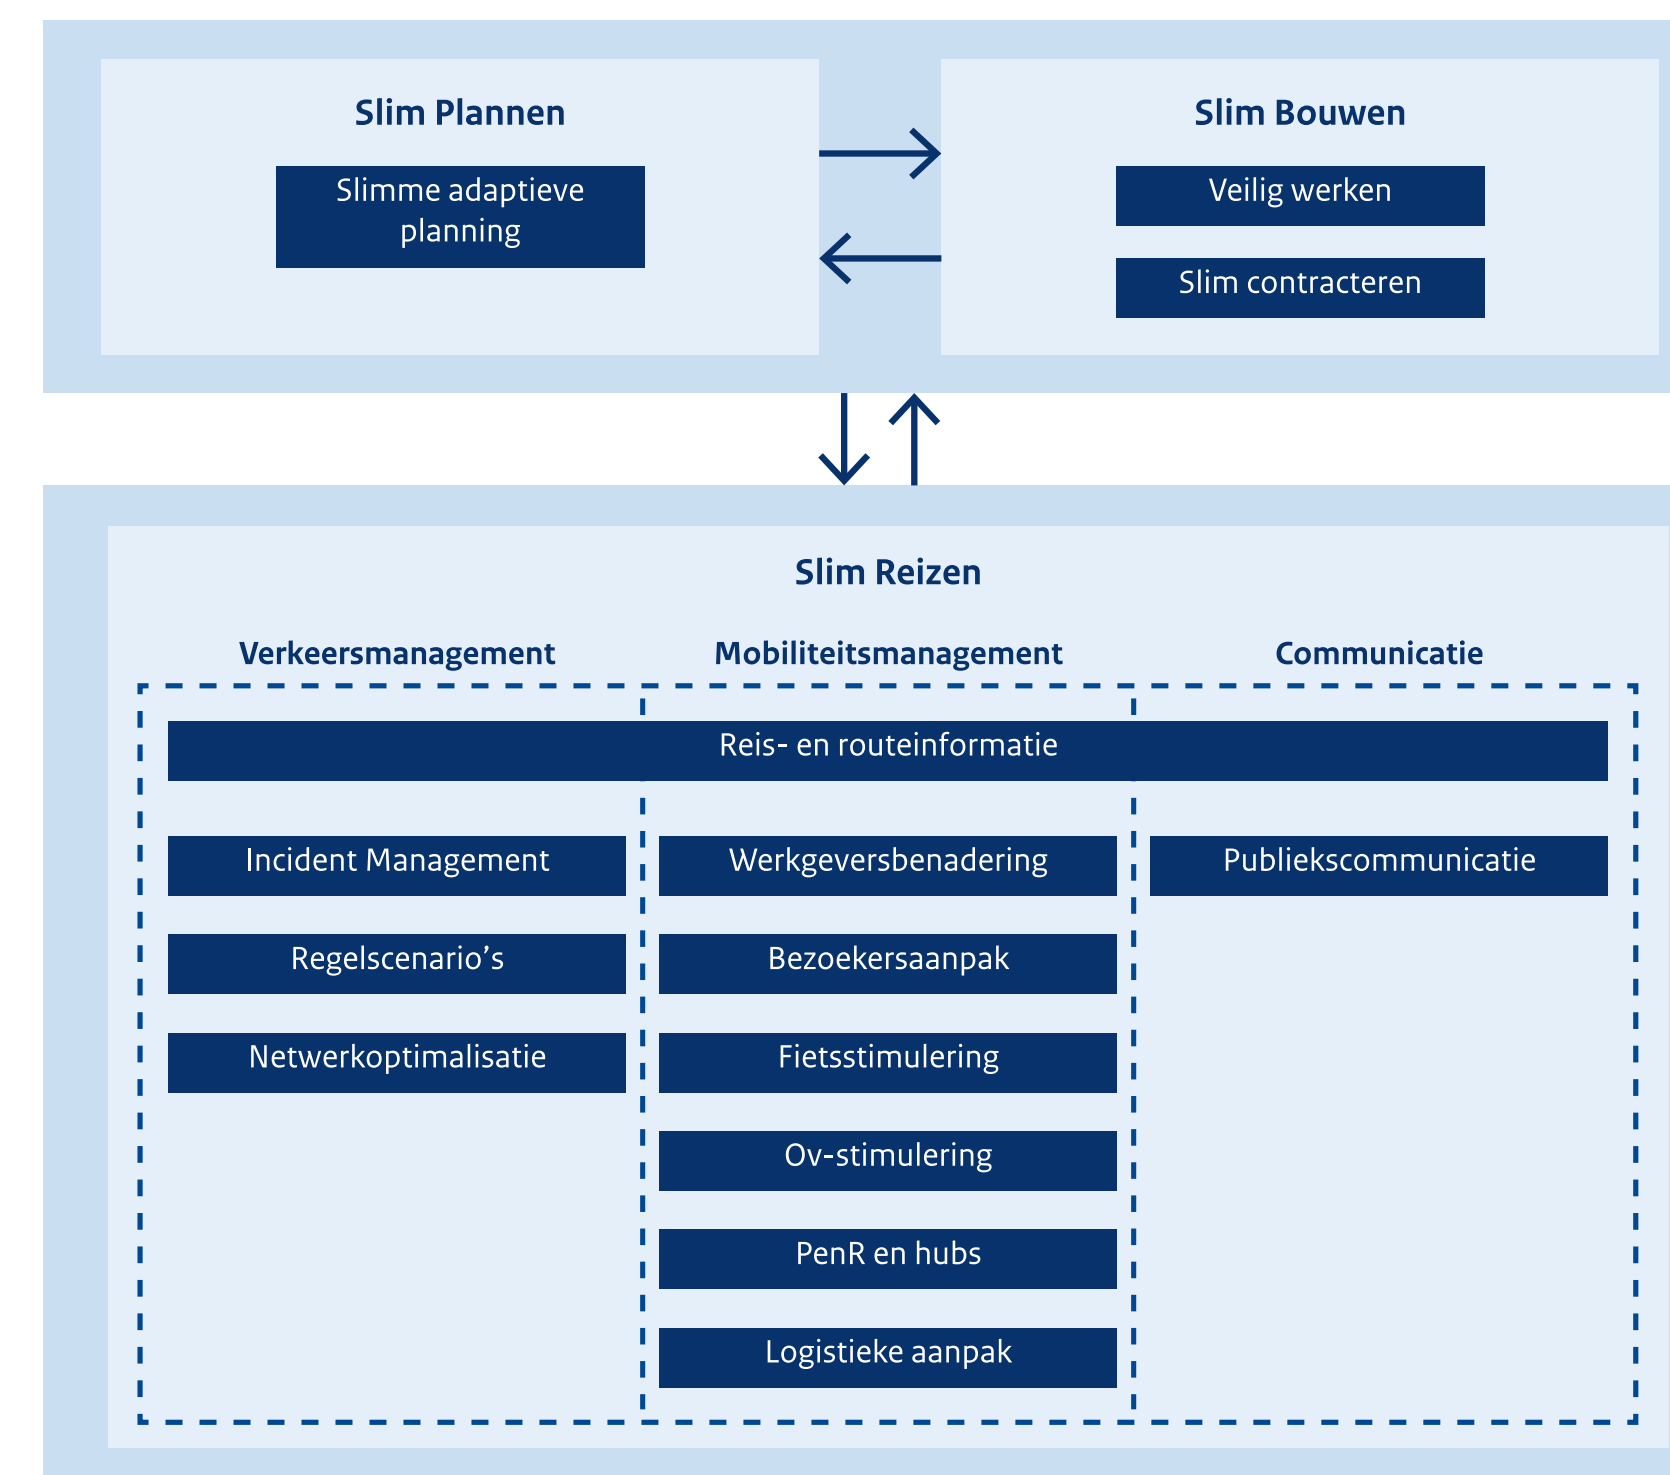 Slim Plannen
Slimme adaptieve
planning
Slim Bouwen
Veilig werken
Slim contracteren
Slim Reizen
Verkeersmanagement
Mobiliteitsmanagement
Communicatie
Reis- en routeinformatie
Incident Management
Regelscenario’s
Netwerkoptimalisatie
Werkgeversbenadering
Bezoekersaanpak
Fietsstimulering
Ov-stimulering
PenR en hubs
Logistieke aanpak
Publiekscommunicatie